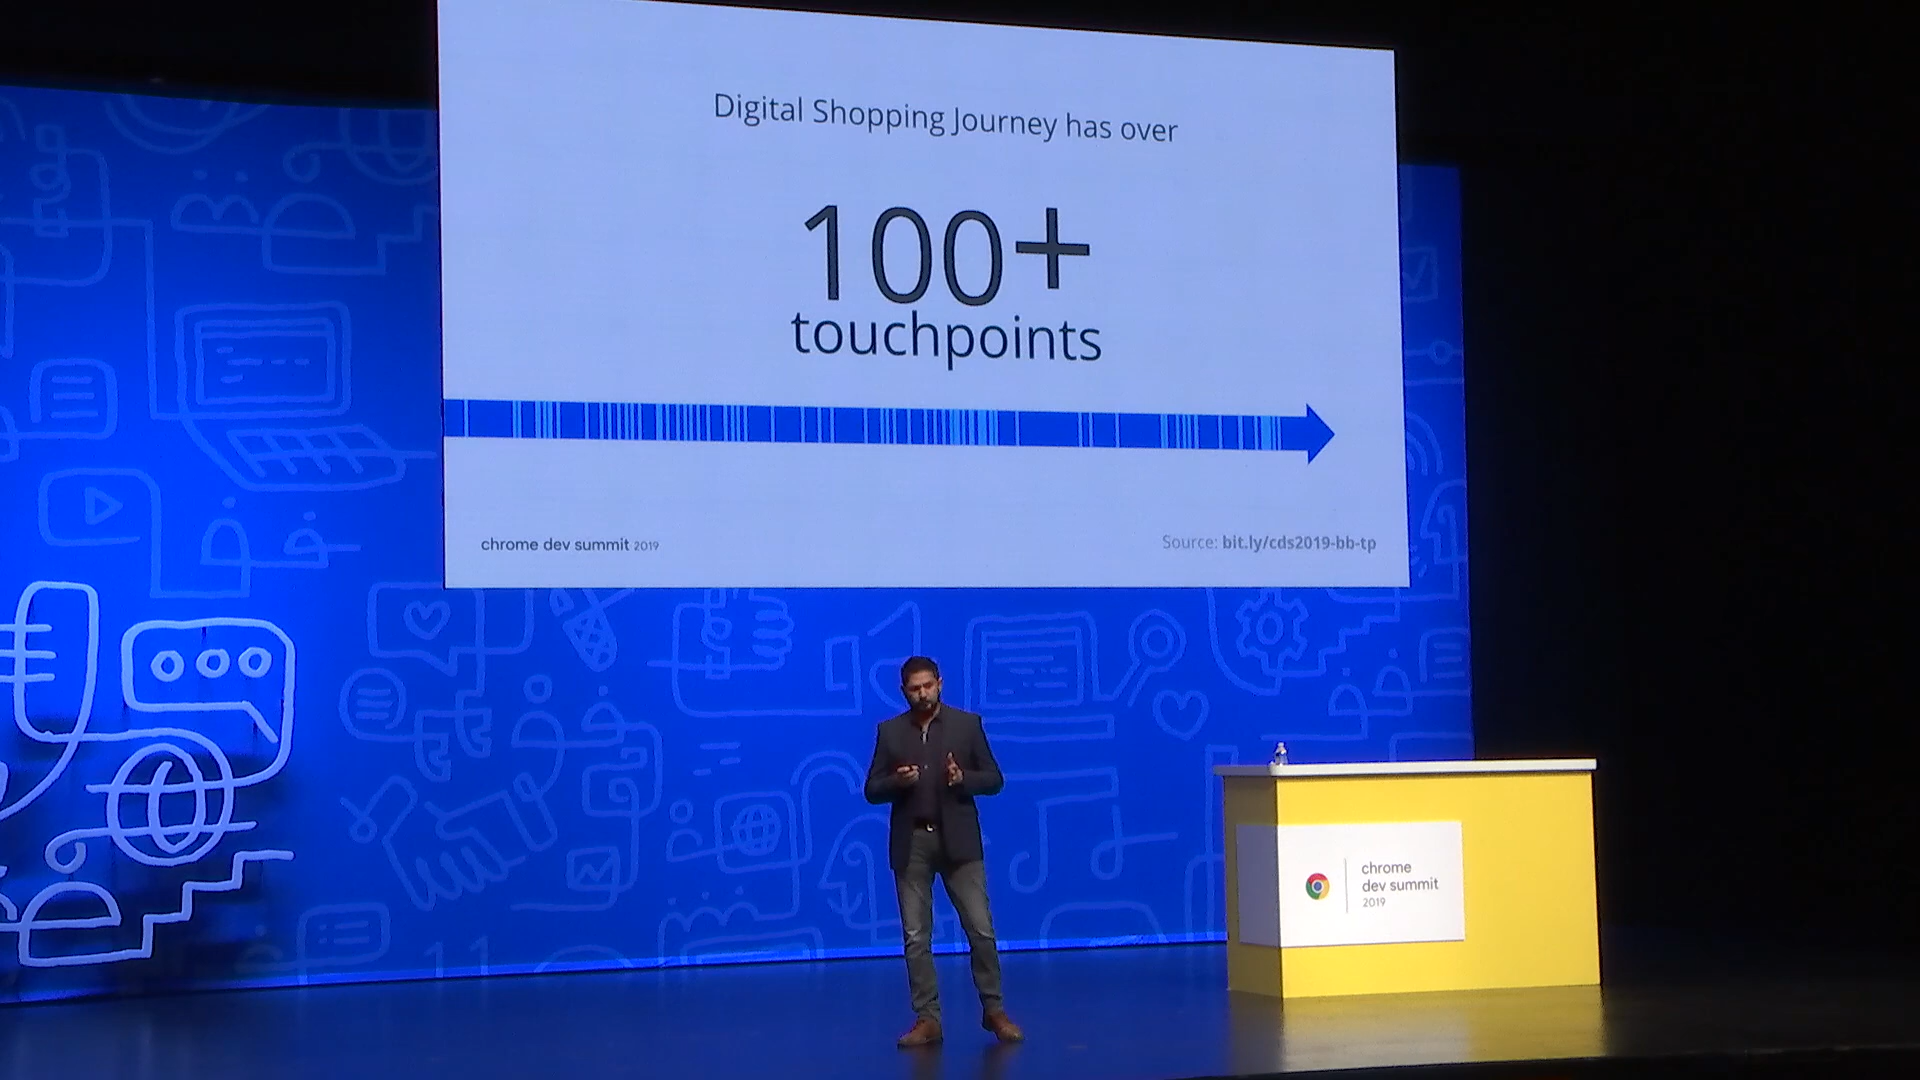 Digital Shopping Journey has over
100+
touchpoints
chrome dev summit 2019
Source: bit.ly/cds2019-bb-tp
chrome
dev summit
2019